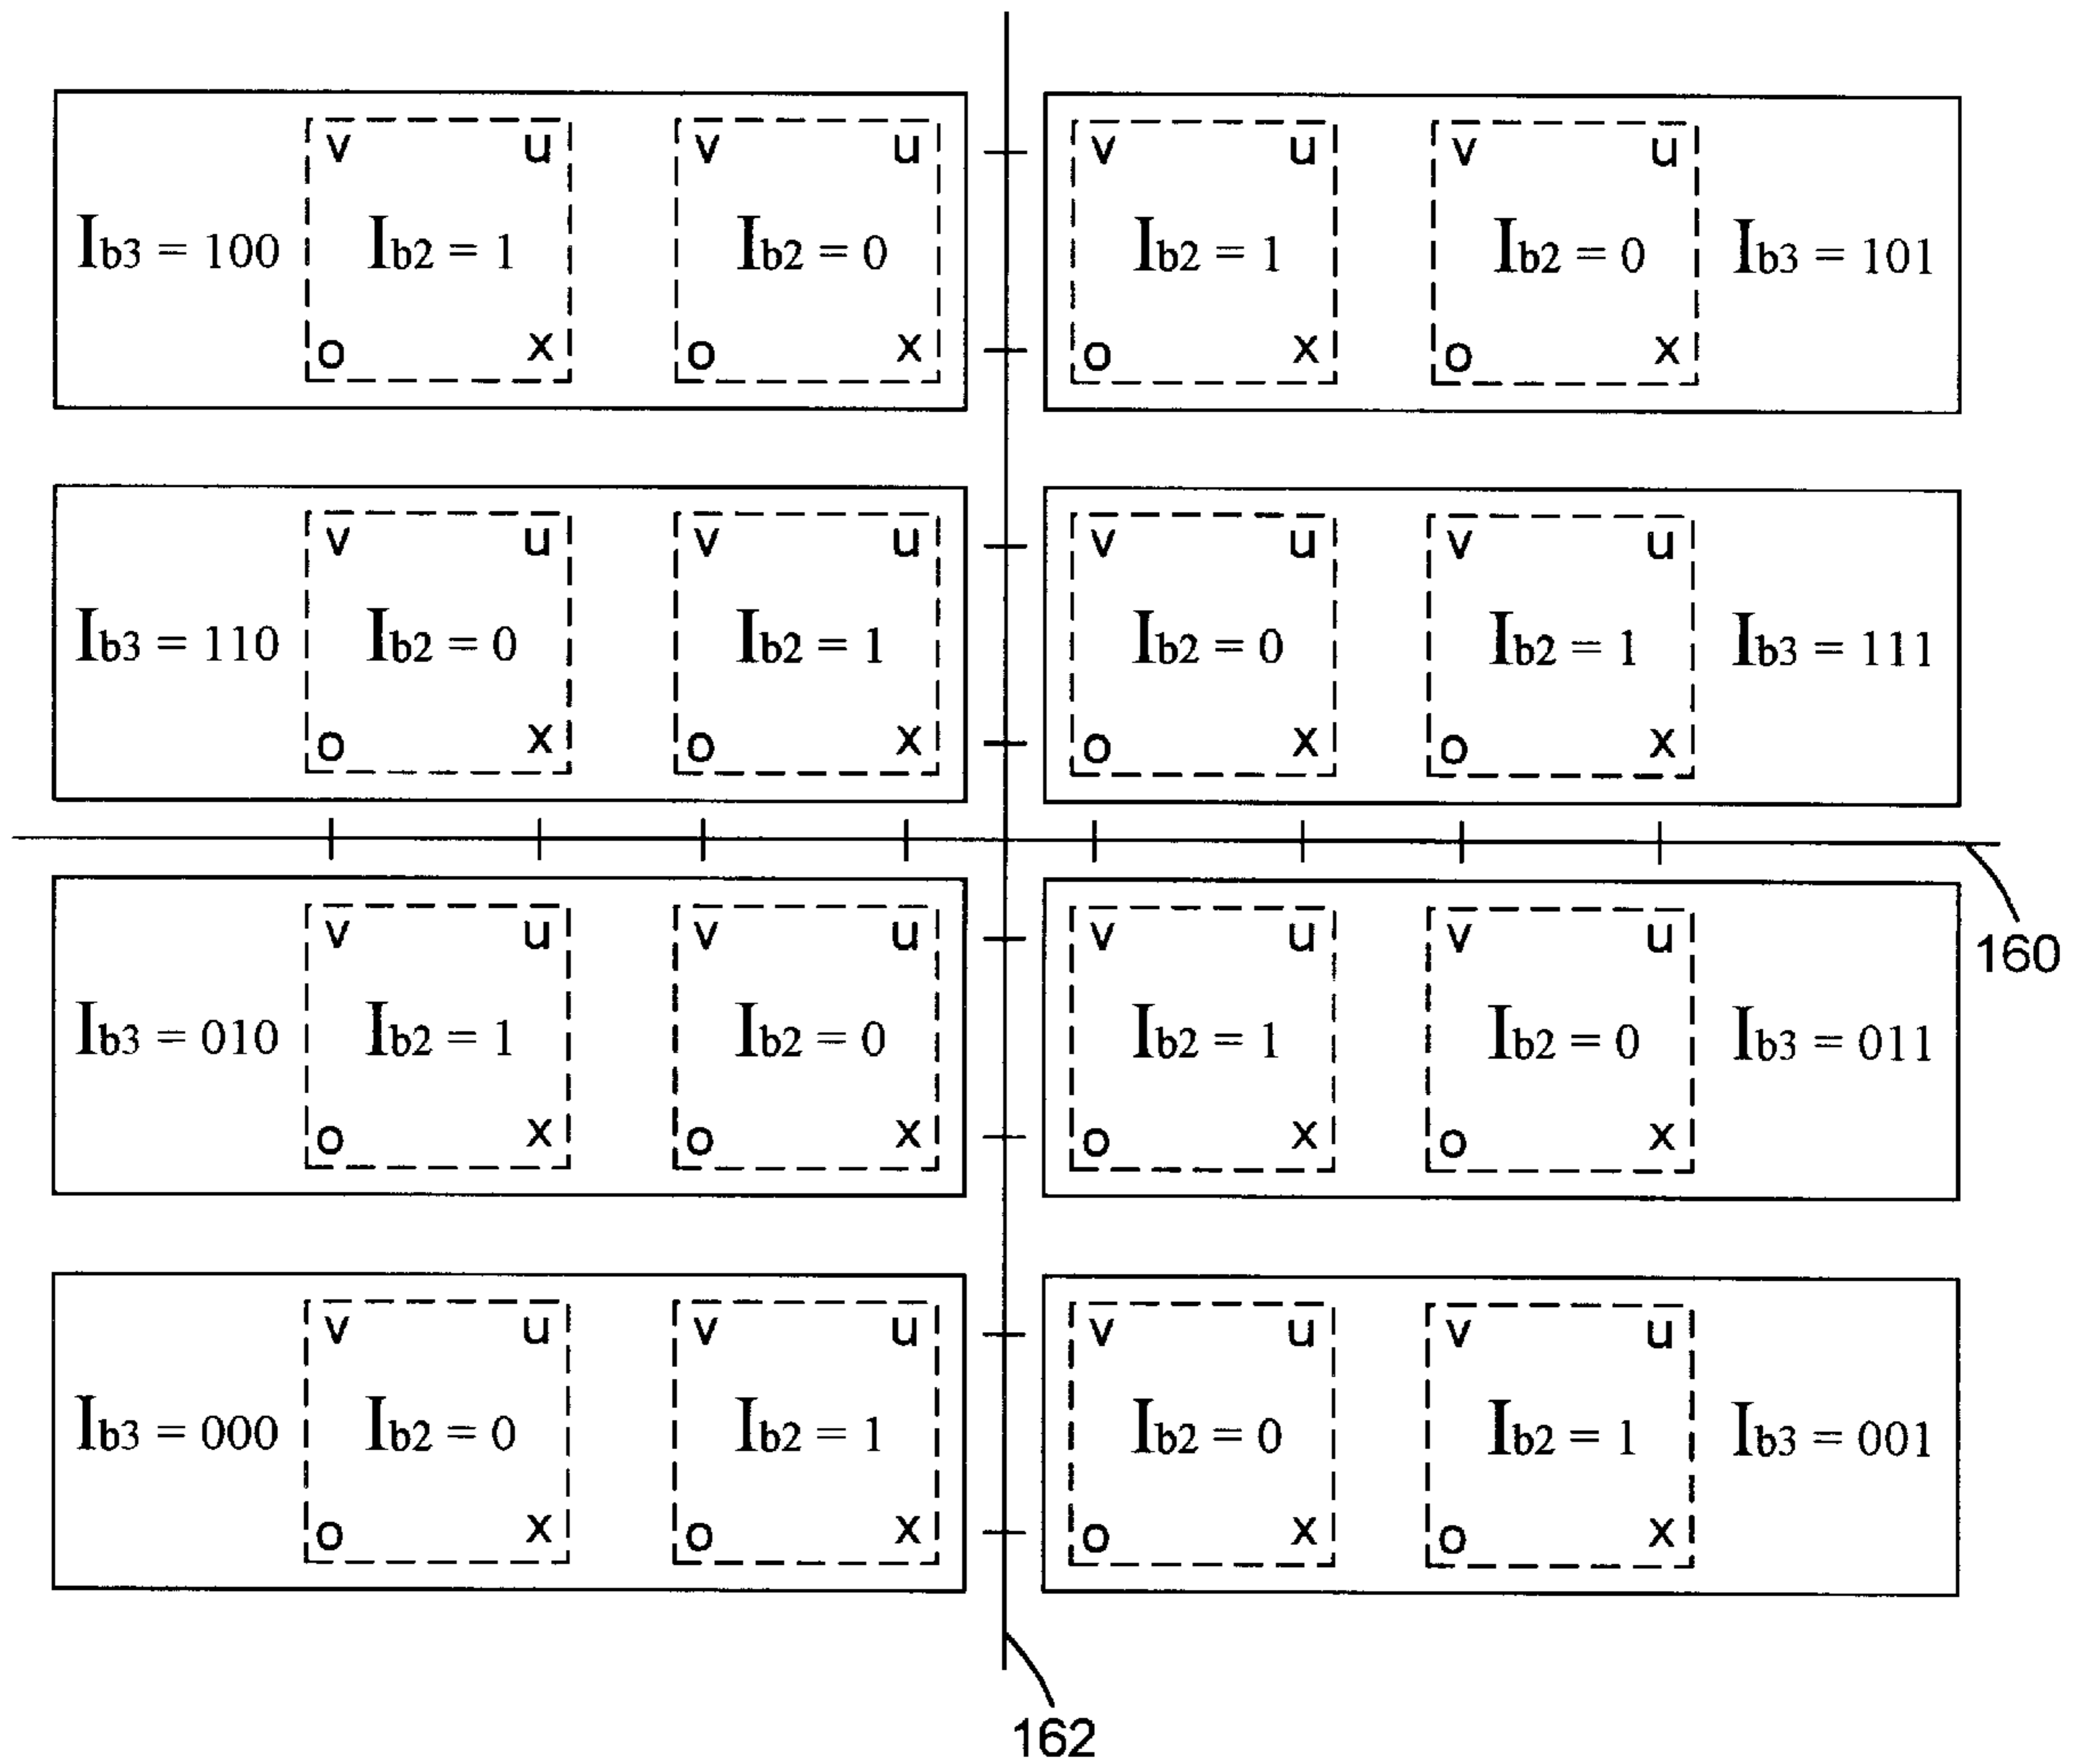 v u v u v u v u
Ib3 = 100 Ib2 = 1 Ib2 = 0 Ib2 = 1 Ib2 = 0 Ib3 = 101
o x o x o x o x
v u v u v u v u
Ib3 = 110 Ib2 = 0 Ib2 = 1 Ib2 = 0 Ib2 = 1 Ib3 = 111
o x o x o x o x
v u v u v u v u
160
Ib3 = 010 Ib2 = 1 Ib2 = 0 Ib2 = 1 Ib2 = 0 Ib3 = 011
o x o x o x o x
v u v u v u v u
Ib3 = 000 Ib2 = 0 Ib2 = 1 Ib2 = 0 Ib2 = 1 Ib3 = 001
o x o x o x o x
162